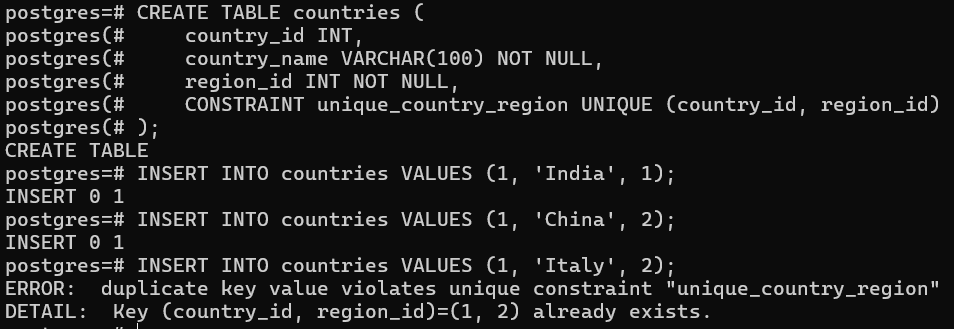 postgres=# CREATE TABLE countries (
postgres(#     country_id INT,
postgres(#     country_name VARCHAR(100) NOT NULL,
postgres(#     region_id INT NOT NULL,
postgres(#     CONSTRAINT unique_country_region UNIQUE (country_id, region_id)
postgres(# );
CREATE TABLE
postgres=# INSERT INTO countries VALUES (1, 'India', 1);
INSERT 0 1
postgres=# INSERT INTO countries VALUES (1, 'China', 2);
INSERT 0 1
postgres=# INSERT INTO countries VALUES (1, 'Italy', 2);
ERROR:  duplicate key value violates unique constraint "unique_country_region"
DETAIL:  Key (country_id, region_id)=(1, 2) already exists.